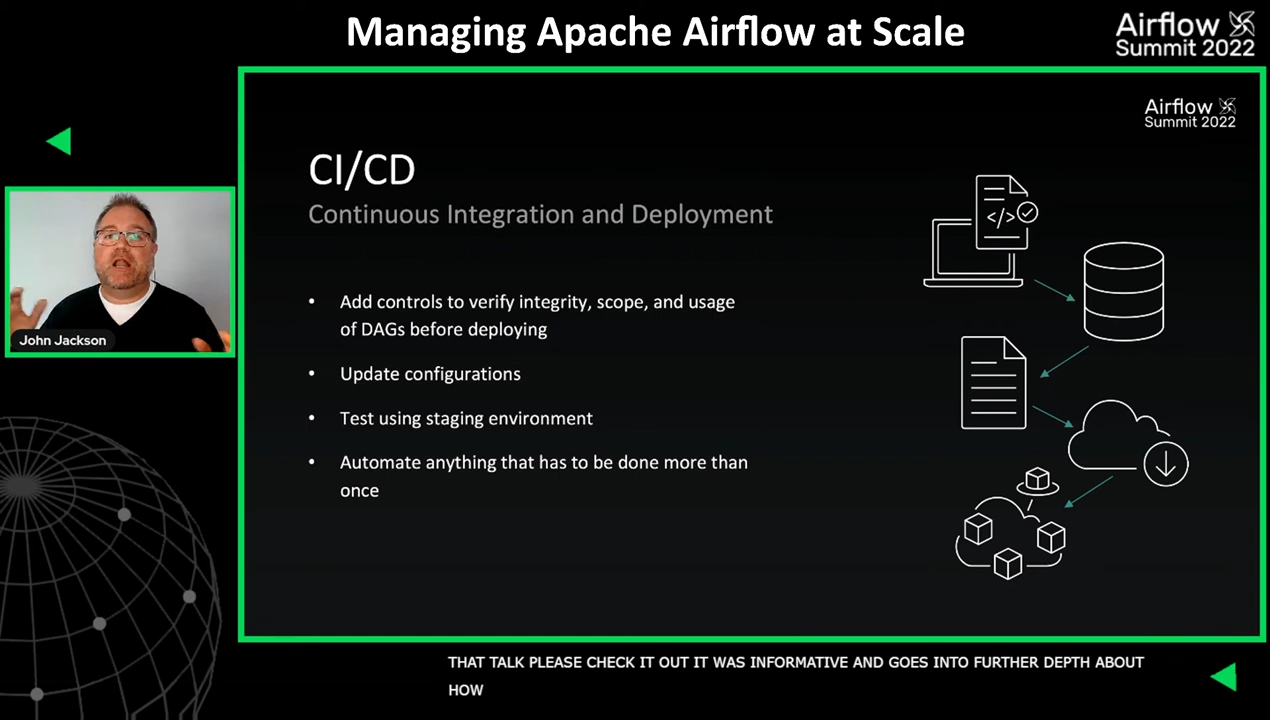 Managing Apache Airflow at Scale
Airflow
Summit 2022
Airflow
Summit 2022
CI/CD
Continuous Integration and Deployment
• Add controls to verify integrity, scope, and usage
of DAGs before deploying
• Update configurations
• Test using staging environment
• Automate anything that has to be done more than
once
</>
John Jackson
THAT TALK PLEASE CHECK IT OUT IT WAS INFORMATIVE AND GOES INTO FURTHER DEPTH ABOUT
HOW